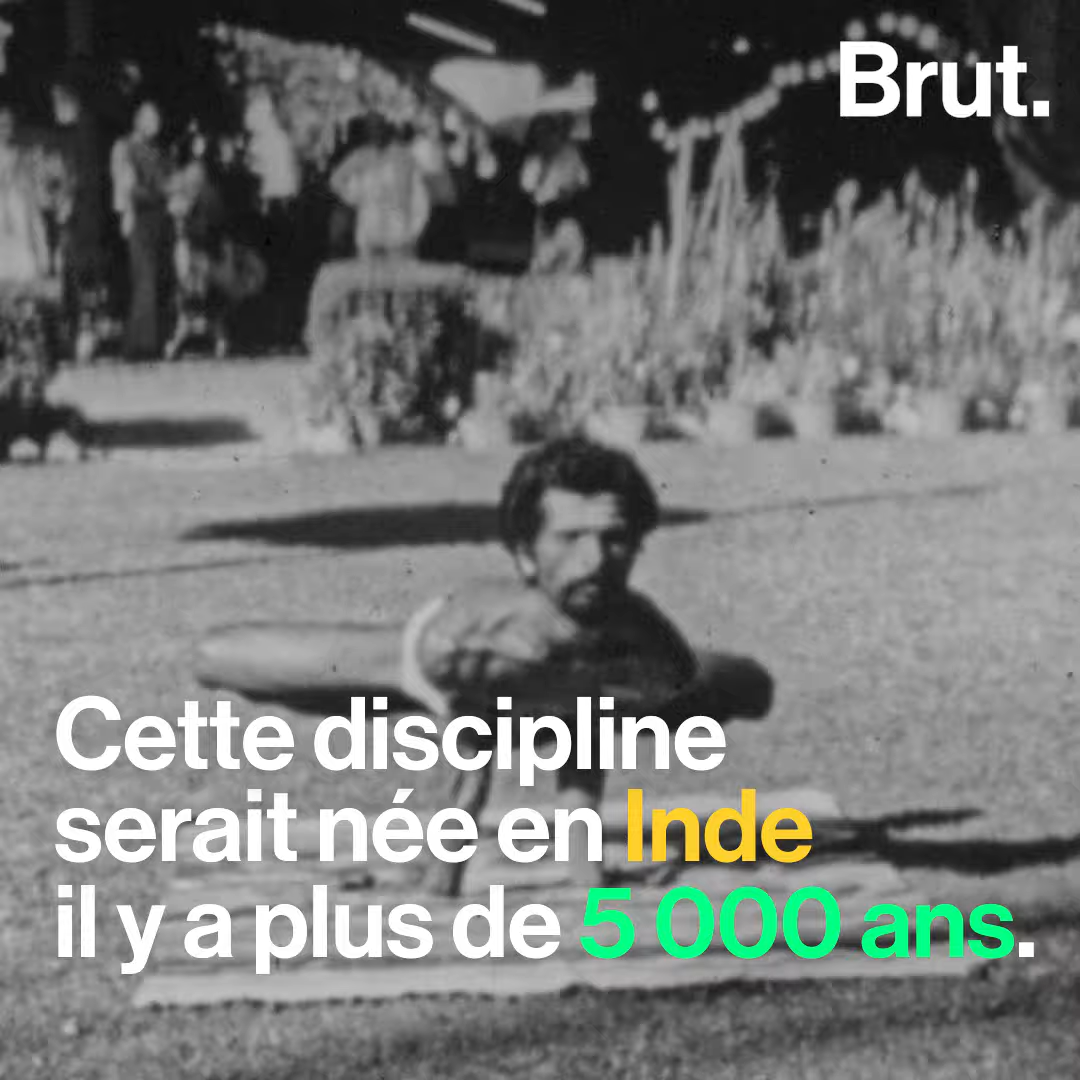 Brut.
Cette discipline
serait née en Inde
il y a plus de 5 000 ans.